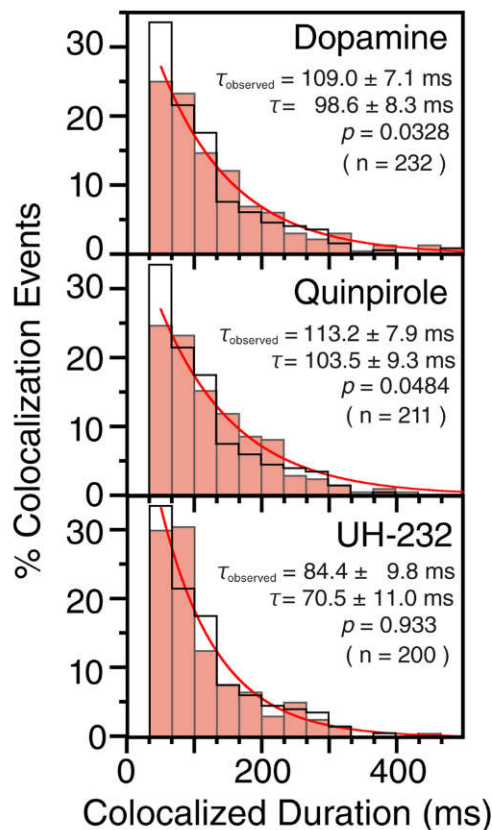 Dopamine
τobserved = 109.0 ± 7.1 ms
τ = 98.6 ± 8.3 ms
p = 0.0328
( n = 232 )
30
20
10
0
Quinpirole
τobserved = 113.2 ± 7.9 ms
τ = 103.5 ± 9.3 ms
p = 0.0484
( n = 211 )
30
20
10
0
UH-232
τobserved = 84.4 ± 9.8 ms
τ = 70.5 ± 11.0 ms
p = 0.933
( n = 200 )
30
20
10
0
% Colocalization Events
0 200 400
Colocalized Duration (ms)